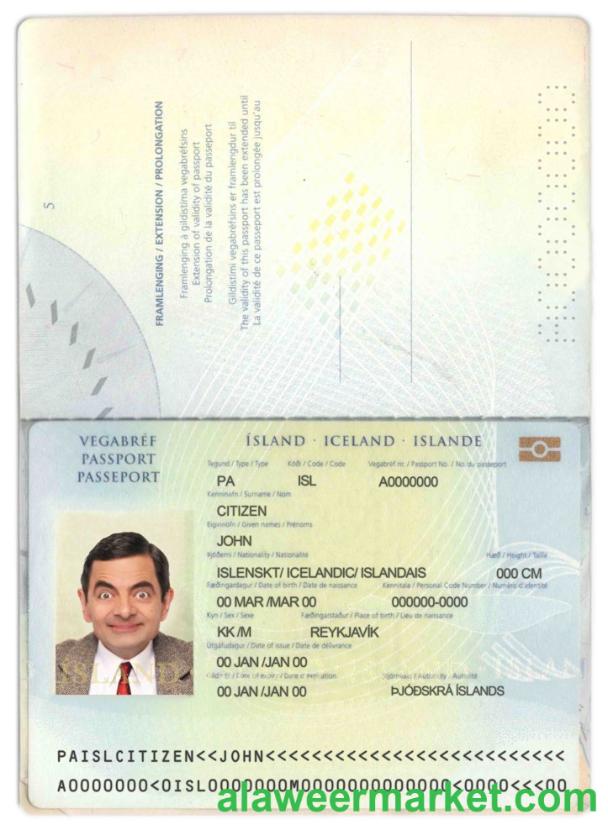 5
FRAMLENGING / EXTENSION / PROLONGATION
Framlenging á gildistíma vegabréfsins
Extension of validity of passport
Prolongation de la validité du passeport
Gildistími vegabréfsins er framlengdur til
The validity of this passport has been extended until
La validité de ce passeport est prolongée jusqu'au
VEGABRÉF
PASSPORT
PASSEPORT
ÍSLAND · ICELAND · ISLANDE
Tegund / Type / Type Kóði / Code / Code Vegabréf nr. / Passport No. / No. du passeport
PA ISL A0000000
Kenninafn / Surname / Nom
CITIZEN
Eiginnöfn / Given names / Prénoms
JOHN
Ríkisfang / Nationality / Nationalité Hæð / Height / Taille
ISLENSKT/ ICELANDIC/ ISLANDAIS 000 CM
Fæðingardagur / Date of birth / Date de naissance Kennitala / Personal Code Number / Numéro d'identité
00 MAR /MAR 00 000000-0000
Kyn / Sex / Sexe Fæðingarstaður / Place of birth / Lieu de naissance
KK /M REYKJAVÍK
Útgáfudagur / Date of issue / Date de délivrance
00 JAN /JAN 00
/ Date of expiry / Date d'expiration / Authority / Autorité
00 JAN /JAN 00 ÞJÓÐSKRÁ ÍSLANDS
ÍSLAND
PAISLCITIZEN<<JOHN<<<<<<<<<<<<<<<<<<<<<<<<<<
A0000000<0ISL0000000M00000000000000<0000<<<00
alaweermarket.com